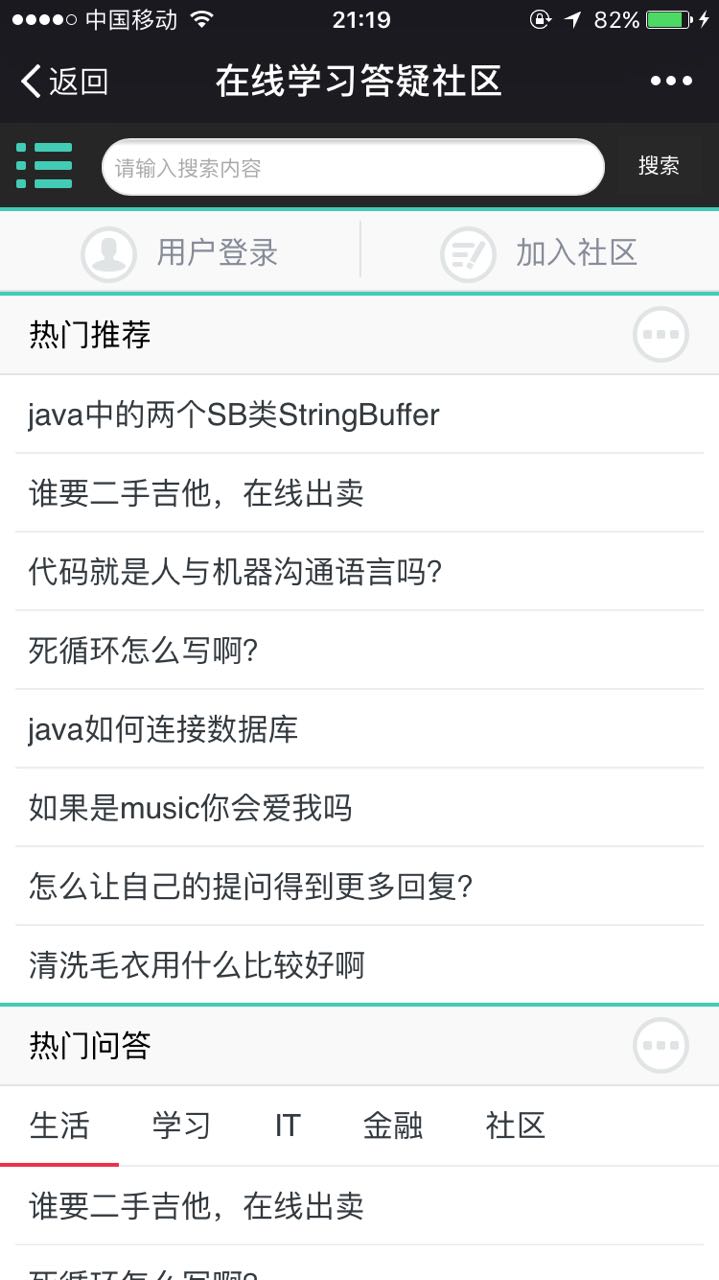 中国移动 21:19 82%
返回 在线学习答疑社区
请输入搜索内容 搜索
用户登录 加入社区
热门推荐
java中的两个SB类StringBuffer
谁要二手吉他，在线出卖
代码就是人与机器沟通语言吗?
死循环怎么写啊?
java如何连接数据库
如果是music你会爱我吗
怎么让自己的提问得到更多回复?
清洗毛衣用什么比较好啊
热门问答
生活 学习 IT 金融 社区
谁要二手吉他，在线出卖
死循环怎么写啊?